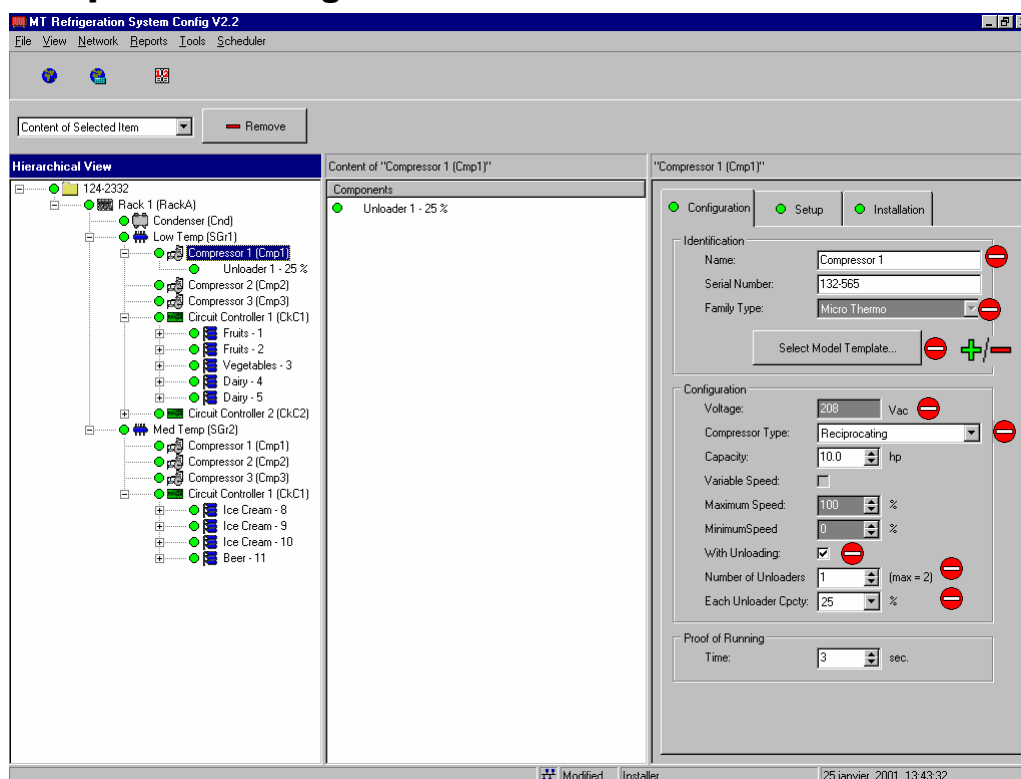 MT Refrigeration System Config V2.2
File View Network Reports Tools Scheduler
Content of Selected Item
Remove
Hierarchical View
124-2332
Rack 1 (RackA)
Condenser (Cnd)
Low Temp (SGr1)
Compressor 1 (Cmp1)
Unloader 1 - 25 %
Compressor 2 (Cmp2)
Compressor 3 (Cmp3)
Circuit Controller 1 (CkC1)
Fruits - 1
Fruits - 2
Vegetables - 3
Dairy - 4
Dairy - 5
Circuit Controller 2 (CkC2)
Med Temp (SGr2)
Compressor 1 (Cmp1)
Compressor 2 (Cmp2)
Compressor 3 (Cmp3)
Circuit Controller 1 (CkC1)
Ice Cream - 8
Ice Cream - 9
Ice Cream - 10
Beer - 11
Content of "Compressor 1 (Cmp1)"
Components
Unloader 1 - 25 %
"Compressor 1 (Cmp1)"
Configuration Setup Installation
Identification
Name: Compressor 1
Serial Number: 132-565
Family Type: Micro Thermo
Select Model Template...
Configuration
Voltage: 208 Vac
Compressor Type: Reciprocating
Capacity: 10.0 hp
Variable Speed:
Maximum Speed: 100 %
MinimumSpeed 0 %
With Unloading:
Number of Unloaders 1 (max = 2)
Each Unloader Cpcty: 25 %
Proof of Running
Time: 3 sec.
Modified Installer 25 janvier, 2001 13:43:32